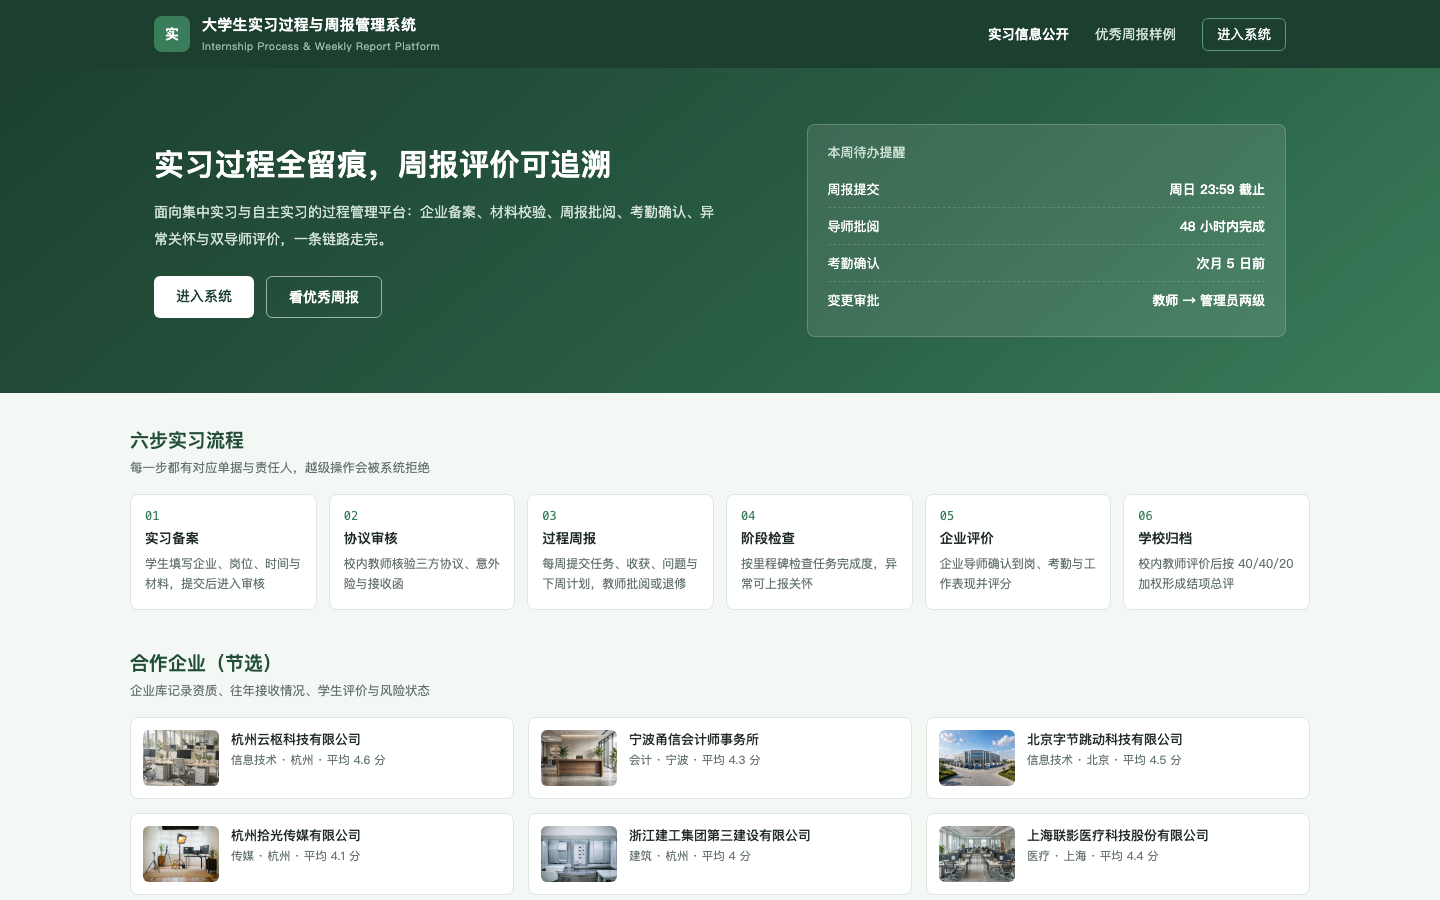 实
大学生实习过程与周报管理系统
Internship Process & Weekly Report Platform
实习信息公开
优秀周报样例
进入系统
实习过程全留痕，周报评价可追溯
面向集中实习与自主实习的过程管理平台：企业备案、材料校验、周报批阅、考勤确认、异
常关怀与双导师评价，一条链路走完。
进入系统
看优秀周报
本周待办提醒
周报提交 周日 23:59 截止
导师批阅 48 小时内完成
考勤确认 次月 5 日前
变更审批 教师 → 管理员两级
六步实习流程
每一步都有对应单据与责任人，越级操作会被系统拒绝
01
实习备案
学生填写企业、岗位、时间与
材料，提交后进入审核
02
协议审核
校内教师核验三方协议、意外
险与接收函
03
过程周报
每周提交任务、收获、问题与
下周计划，教师批阅或退修
04
阶段检查
按里程碑检查任务完成度，异
常可上报关怀
05
企业评价
企业导师确认到岗、考勤与工
作表现并评分
06
学校归档
校内教师评价后按 40/40/20
加权形成结项总评
合作企业（节选）
企业库记录资质、往年接收情况、学生评价与风险状态
杭州云枢科技有限公司
信息技术 · 杭州 · 平均 4.6 分
宁波甬信会计师事务所
会计 · 宁波 · 平均 4.3 分
北京字节跳动科技有限公司
信息技术 · 北京 · 平均 4.5 分
杭州拾光传媒有限公司
传媒 · 杭州 · 平均 4.1 分
浙江建工集团第三建设有限公司
建筑 · 杭州 · 平均 4 分
上海联影医疗科技股份有限公司
医疗 · 上海 · 平均 4.4 分